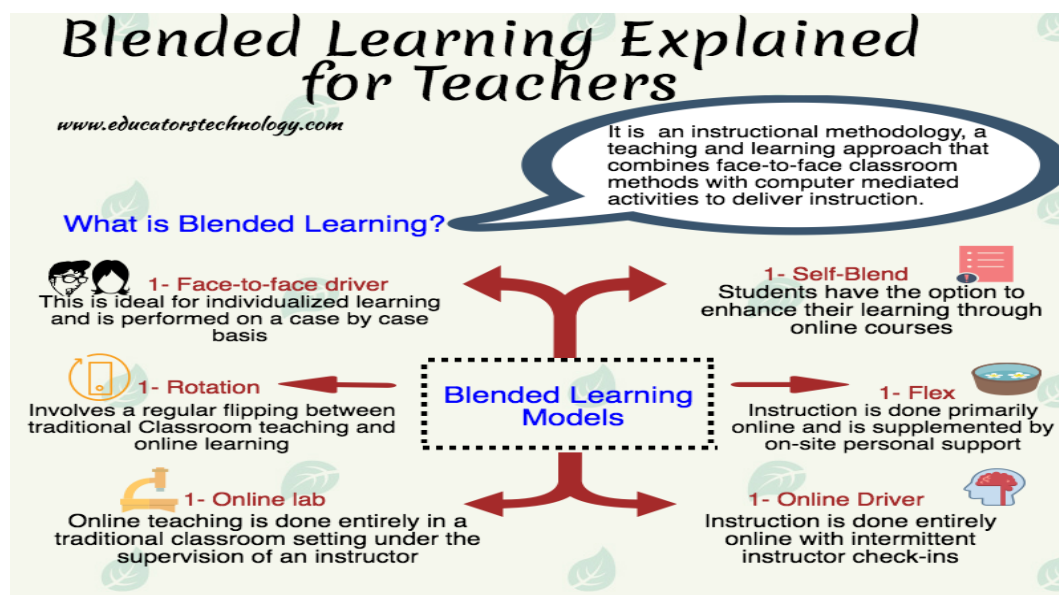 Blended Learning Explained
for Teachers
www.educatorstechnology.com
It is an instructional methodology, a
teaching and learning approach that
combines face-to-face classroom
methods with computer mediated
activities to deliver instruction.
What is Blended Learning?
1- Face-to-face driver
This is ideal for individualized learning
and is performed on a case by case
basis
1- Self-Blend
Students have the option to
enhance their learning through
online courses
1- Rotation
Involves a regular flipping between
traditional Classroom teaching and
online learning
Blended Learning
Models
1- Flex
Instruction is done primarily
online and is supplemented by
on-site personal support
1- Online lab
Online teaching is done entirely in a
traditional classroom setting under the
supervision of an instructor
1- Online Driver
Instruction is done entirely
online with intermittent
instructor check-ins